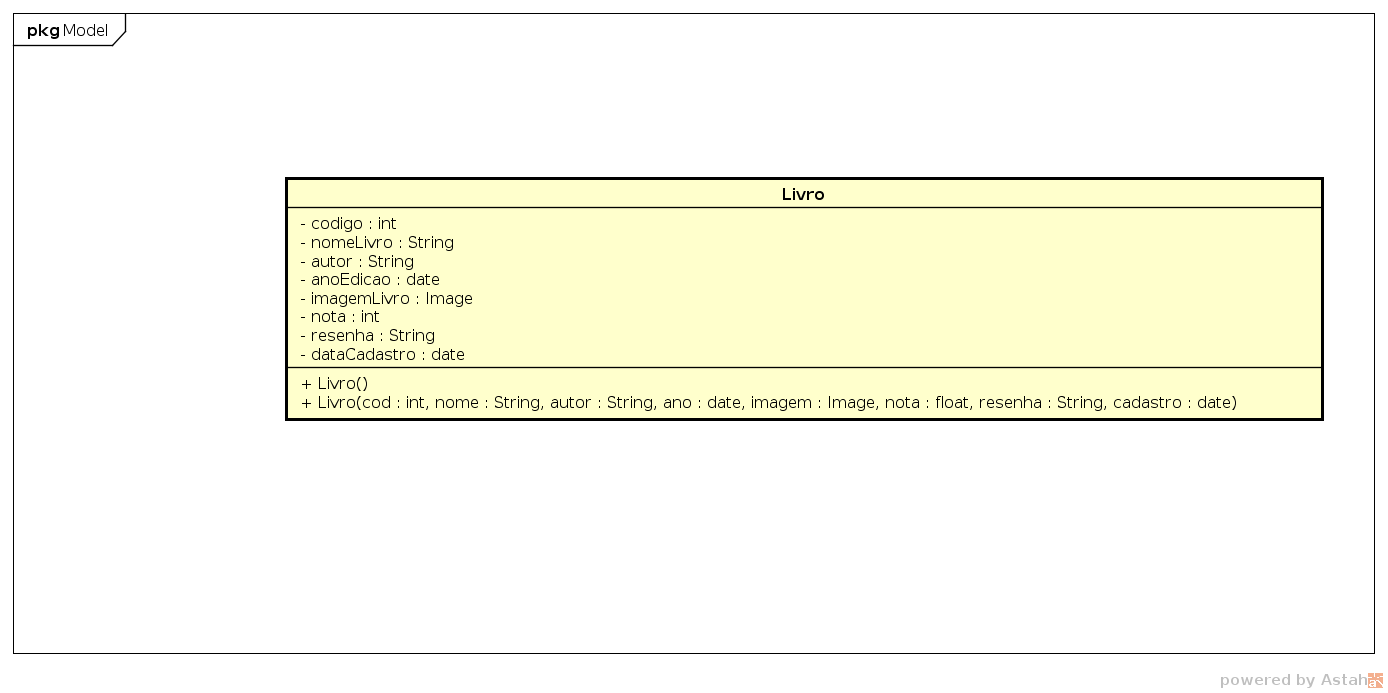 pkg Model
Livro
- codigo : int
- nomeLivro : String
- autor : String
- anoEdicao : date
- imagemLivro : Image
- nota : int
- resenha : String
- dataCadastro : date
+ Livro()
+ Livro(cod : int, nome : String, autor : String, ano : date, imagem : Image, nota : float, resenha : String, cadastro : date)
powered by Astah